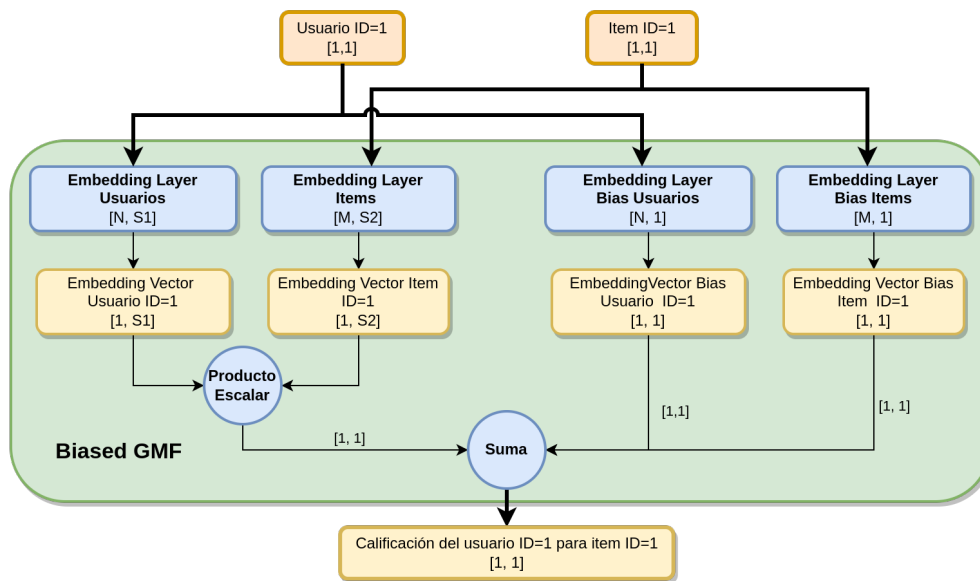 Usuario ID=1
[1,1]
Item ID=1
[1,1]
Embedding Layer
Usuarios
[N, S1]
Embedding Layer
Items
[M, S2]
Embedding Layer
Bias Usuarios
[N, 1]
Embedding Layer
Bias Items
[M, 1]
Embedding Vector
Usuario ID=1
[1, S1]
Embedding Vector Item
ID=1
[1, S2]
EmbeddingVector Bias
Usuario  ID=1
[1, 1]
Embedding Vector Bias
Item  ID=1
[1, 1]
Producto
Escalar
[1, 1]
[1,1]
[1, 1]
Biased GMF
Suma
Calificación del usuario ID=1 para item ID=1
[1, 1]